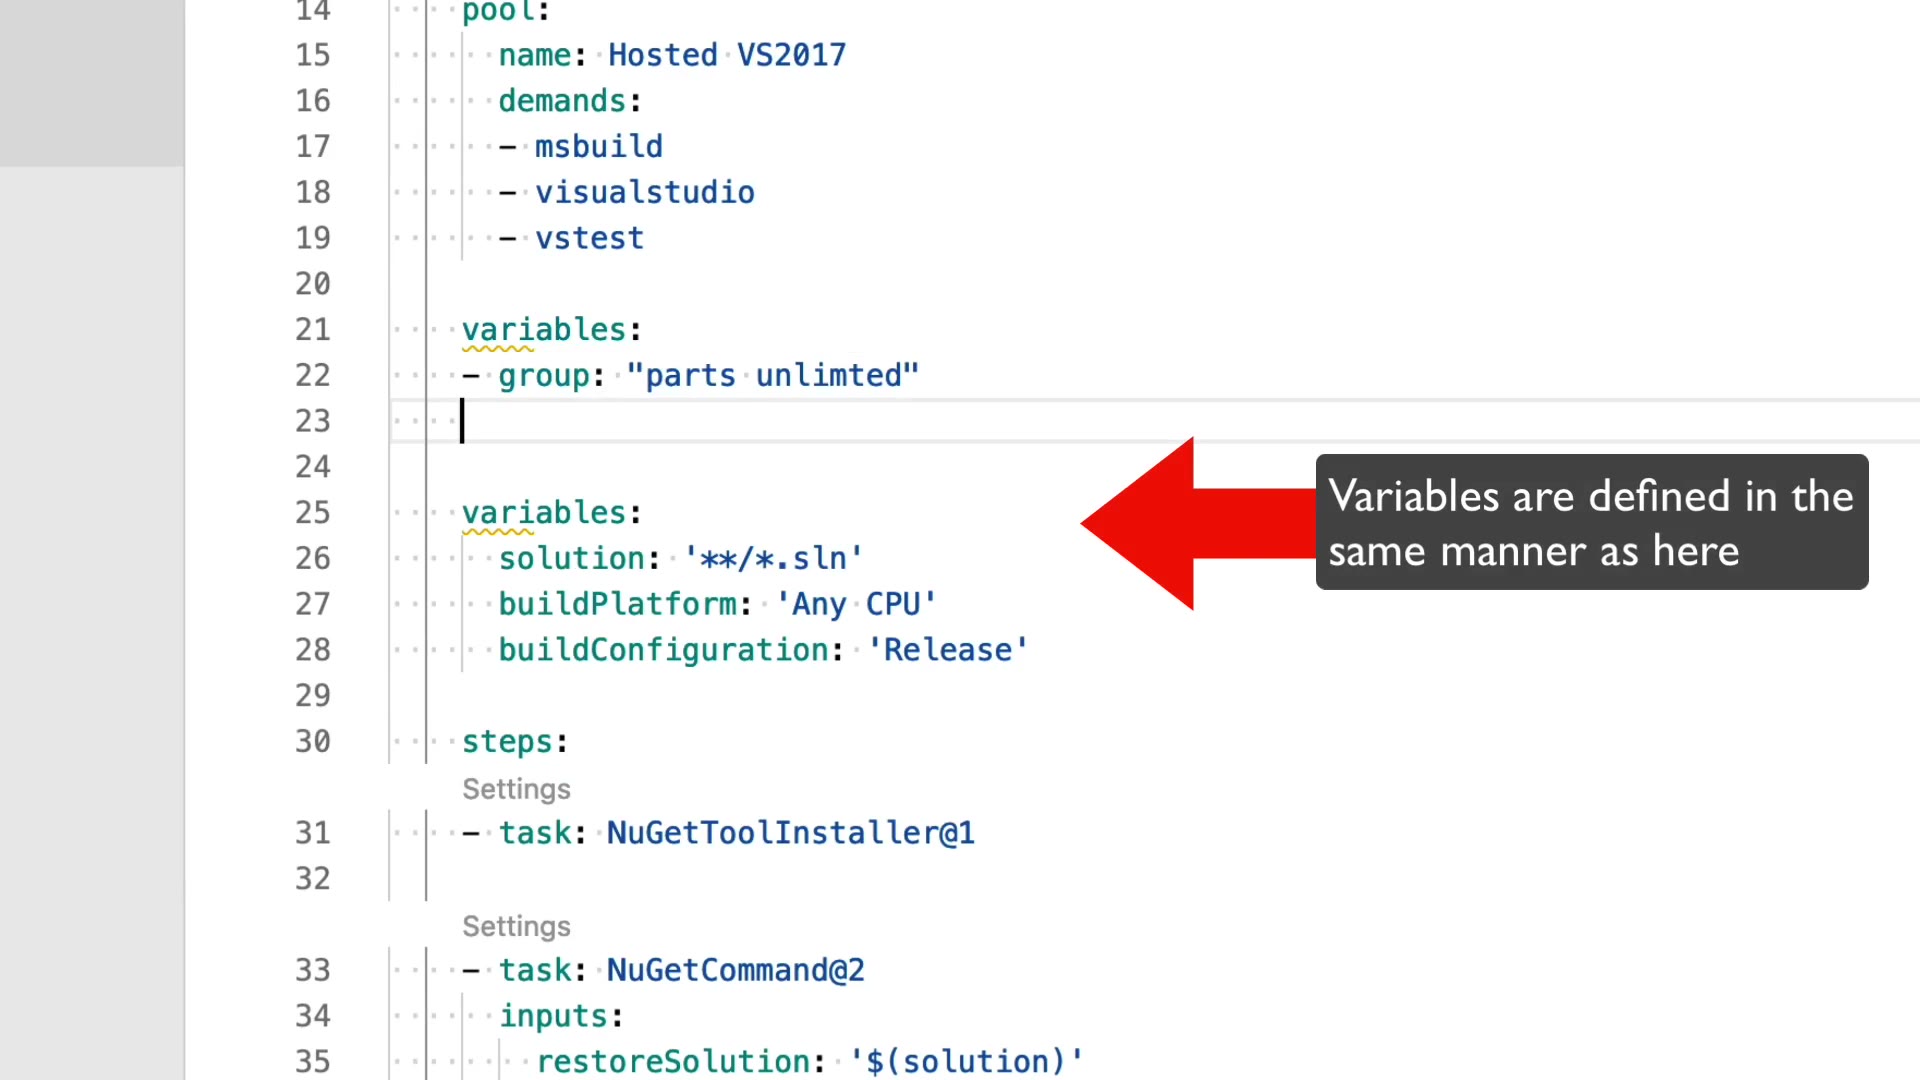 14 pool:
15 name: Hosted VS2017
16 demands:
17 - msbuild
18 - visualstudio
19 - vstest
20
21 variables:
22 - group: "parts unlimted"
23
24
25 variables:
26 solution: '**/*.sln'
27 buildPlatform: 'Any CPU'
28 buildConfiguration: 'Release'
29
30 steps:
Settings
31 - task: NuGetToolInstaller@1
32
Settings
33 - task: NuGetCommand@2
34 inputs:
35 restoreSolution: '$(solution)'
Variables are defined in the
same manner as here